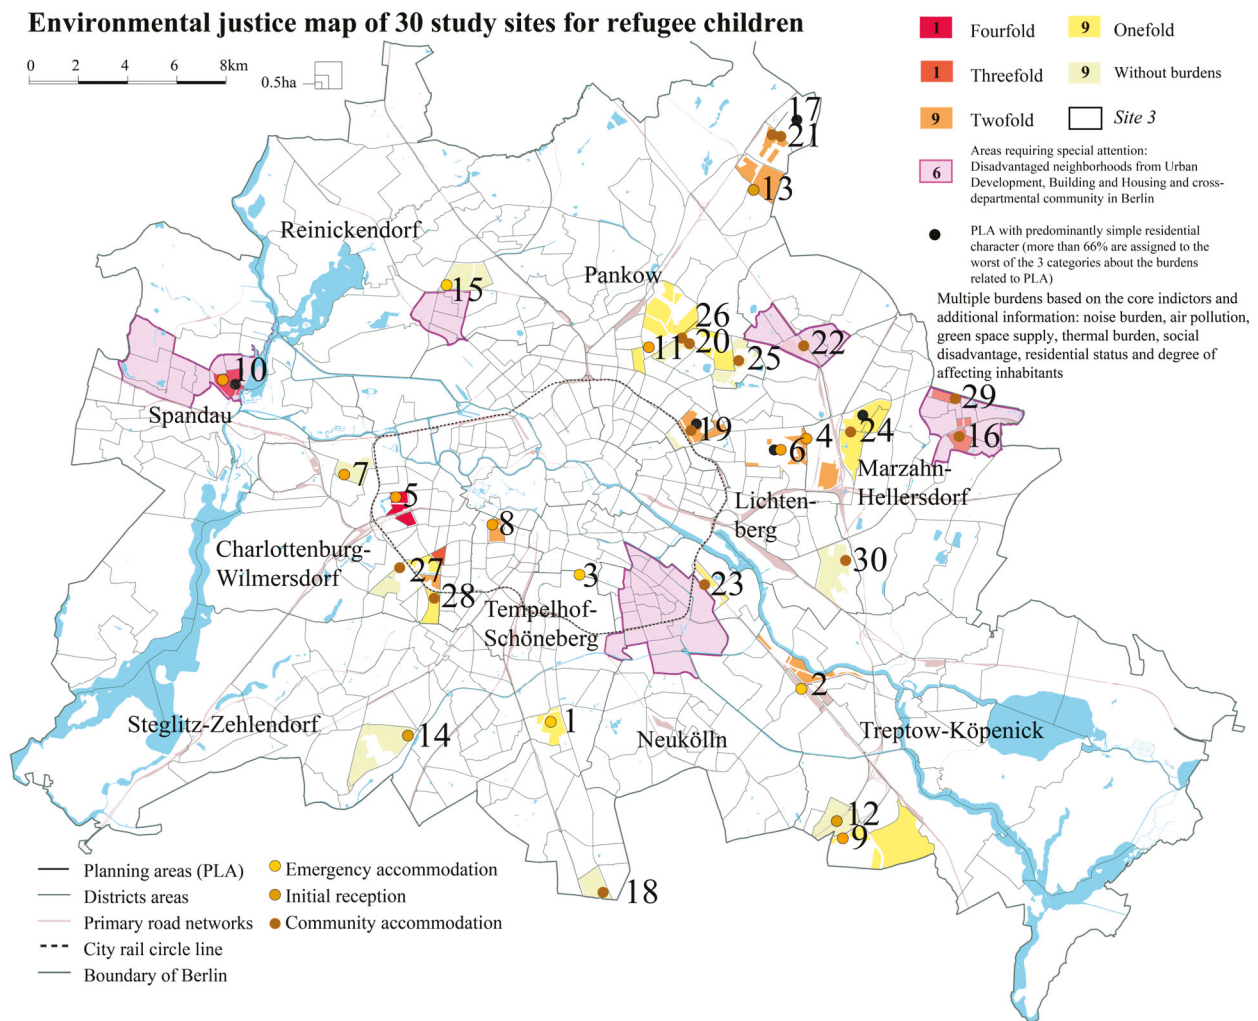 Environmental justice map of 30 study sites for refugee children
0 2 4 6 8km
0.5ha
1 Fourfold
9 Onefold
1 Threefold
9 Without burdens
9 Twofold
Site 3
6
Areas requiring special attention:
Disadvantaged neighborhoods from Urban
Development, Building and Housing and cross-
departmental community in Berlin
PLA with predominantly simple residential
character (more than 66% are assigned to the
worst of the 3 categories about the burdens
related to PLA)
Multiple burdens based on the core indictors and
additional information: noise burden, air pollution,
green space supply, thermal burden, social
disadvantage, residential status and degree of
affecting inhabitants
17
21
13
Reinickendorf
Pankow
15
26
11
20
25
22
10
Spandau
29
16
19
6
4
24
Marzahn-
Hellersdorf
7
5
8
Lichten-
berg
Charlottenburg-
Wilmersdorf
27
28
3
23
30
Tempelhof-
Schöneberg
2
Steglitz-Zehlendorf
14
1
Neukölln
Treptow-Köpenick
12
9
18
Planning areas (PLA)
Districts areas
Primary road networks
City rail circle line
Boundary of Berlin
Emergency accommodation
Initial reception
Community accommodation